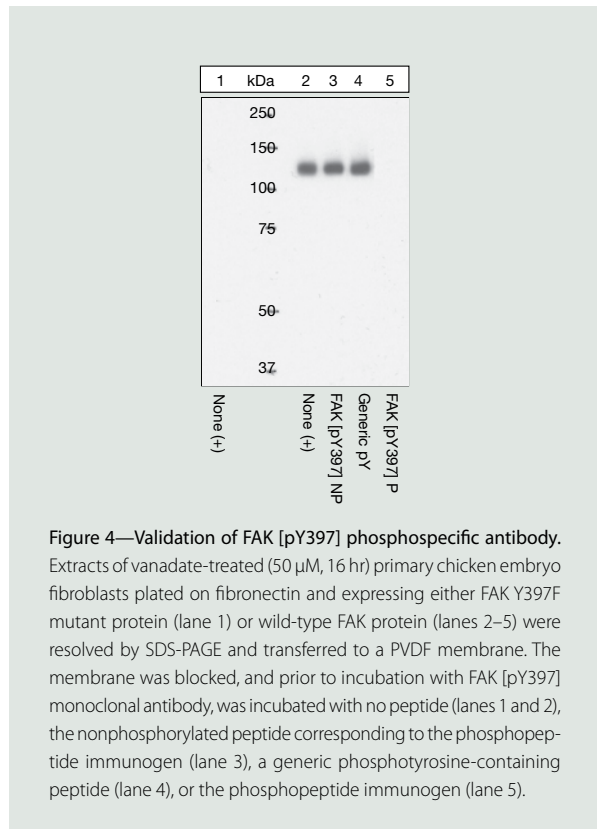 1 kDa 2 3 4 5
250
150
100
75
50
37
None (+)
None (+)
FAK [pY397] NP
Generic pY
FAK [pY397] P
Figure 4—Validation of FAK [pY397] phosphospecific antibody.
Extracts of vanadate-treated (50 μM, 16 hr) primary chicken embryo
fibroblasts plated on fibronectin and expressing either FAK Y397F
mutant protein (lane 1) or wild-type FAK protein (lanes 2–5) were
resolved by SDS-PAGE and transferred to a PVDF membrane. The
membrane was blocked, and prior to incubation with FAK [pY397]
monoclonal antibody, was incubated with no peptide (lanes 1 and 2),
the nonphosphorylated peptide corresponding to the phosphopep-
tide immunogen (lane 3), a generic phosphotyrosine-containing
peptide (lane 4), or the phosphopeptide immunogen (lane 5).